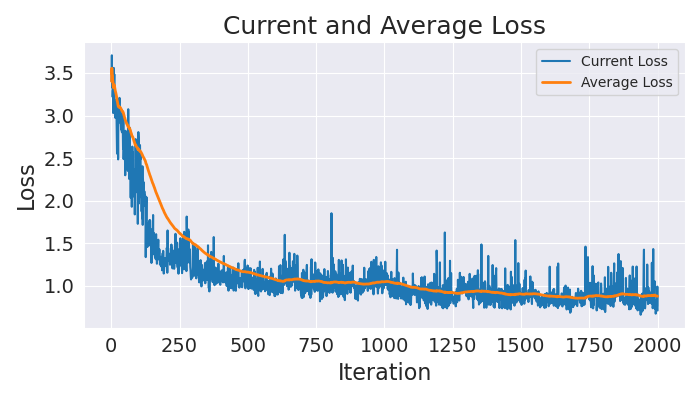 Current and Average Loss
Current Loss
Average Loss
Loss
3.5
3.0
2.5
2.0
1.5
1.0
0 250 500 750 1000 1250 1500 1750 2000
Iteration